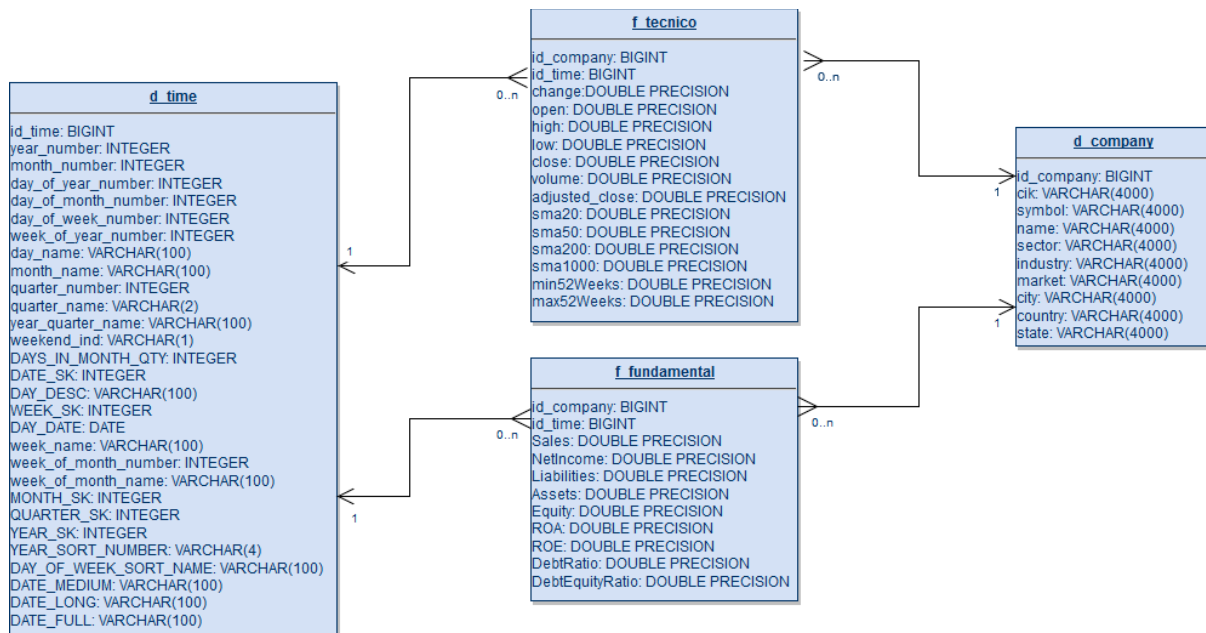 d_time
id_time: BIGINT
year_number: INTEGER
month_number: INTEGER
day_of_year_number: INTEGER
day_of_month_number: INTEGER
day_of_week_number: INTEGER
week_of_year_number: INTEGER
day_name: VARCHAR(100)
month_name: VARCHAR(100)
quarter_number: INTEGER
quarter_name: VARCHAR(2)
year_quarter_name: VARCHAR(100)
weekend_ind: VARCHAR(1)
DAYS_IN_MONTH_QTY: INTEGER
DATE_SK: INTEGER
DAY_DESC: VARCHAR(100)
WEEK_SK: INTEGER
DAY_DATE: DATE
week_name: VARCHAR(100)
week_of_month_number: INTEGER
week_of_month_name: VARCHAR(100)
MONTH_SK: INTEGER
QUARTER_SK: INTEGER
YEAR_SK: INTEGER
YEAR_SORT_NUMBER: VARCHAR(4)
DAY_OF_WEEK_SORT_NAME: VARCHAR(100)
DATE_MEDIUM: VARCHAR(100)
DATE_LONG: VARCHAR(100)
DATE_FULL: VARCHAR(100)
1
0..n
1
0..n
f_tecnico
id_company: BIGINT
id_time: BIGINT
change:DOUBLE PRECISION
open: DOUBLE PRECISION
high: DOUBLE PRECISION
low: DOUBLE PRECISION
close: DOUBLE PRECISION
volume: DOUBLE PRECISION
adjusted_close: DOUBLE PRECISION
sma20: DOUBLE PRECISION
sma50: DOUBLE PRECISION
sma200: DOUBLE PRECISION
sma1000: DOUBLE PRECISION
min52Weeks: DOUBLE PRECISION
max52Weeks: DOUBLE PRECISION
f_fundamental
id_company: BIGINT
id_time: BIGINT
Sales: DOUBLE PRECISION
NetIncome: DOUBLE PRECISION
Liabilities: DOUBLE PRECISION
Assets: DOUBLE PRECISION
Equity: DOUBLE PRECISION
ROA: DOUBLE PRECISION
ROE: DOUBLE PRECISION
DebtRatio: DOUBLE PRECISION
DebtEquityRatio: DOUBLE PRECISION
0..n
1
0..n
1
d_company
id_company: BIGINT
cik: VARCHAR(4000)
symbol: VARCHAR(4000)
name: VARCHAR(4000)
sector: VARCHAR(4000)
industry: VARCHAR(4000)
market: VARCHAR(4000)
city: VARCHAR(4000)
country: VARCHAR(4000)
state: VARCHAR(4000)